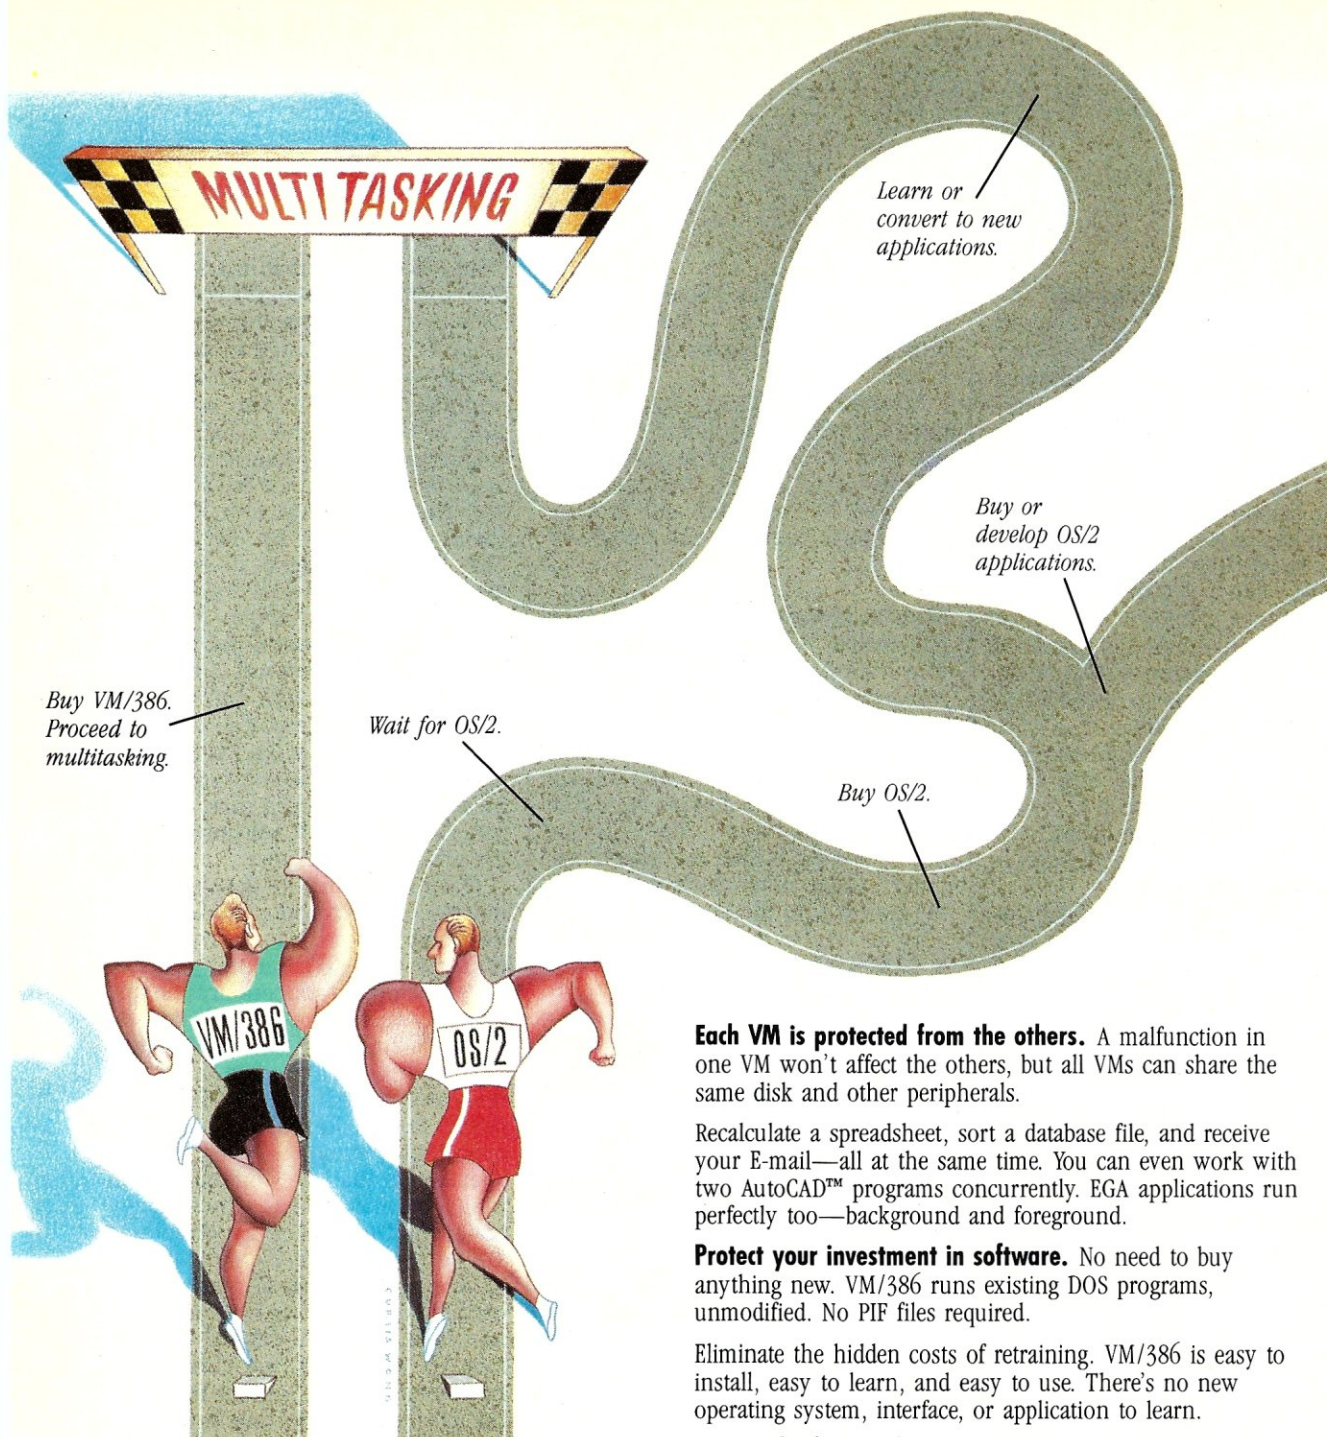 MULTITASKING
Learn or
convert to new
applications.
Buy or
develop OS/2
applications.
Buy VM/386.
Proceed to
multitasking.
Wait for OS/2.
Buy OS/2.
VM/386
OS/2
CURTIS WONG.
Each VM is protected from the others. A malfunction in
one VM won't affect the others, but all VMs can share the
same disk and other peripherals.
Recalculate a spreadsheet, sort a database file, and receive
your E-mail—all at the same time. You can even work with
two AutoCAD™ programs concurrently. EGA applications run
perfectly too—background and foreground.
Protect your investment in software. No need to buy
anything new. VM/386 runs existing DOS programs,
unmodified. No PIF files required.
Eliminate the hidden costs of retraining. VM/386 is easy to
install, easy to learn, and easy to use. There's no new
operating system, interface, or application to learn.